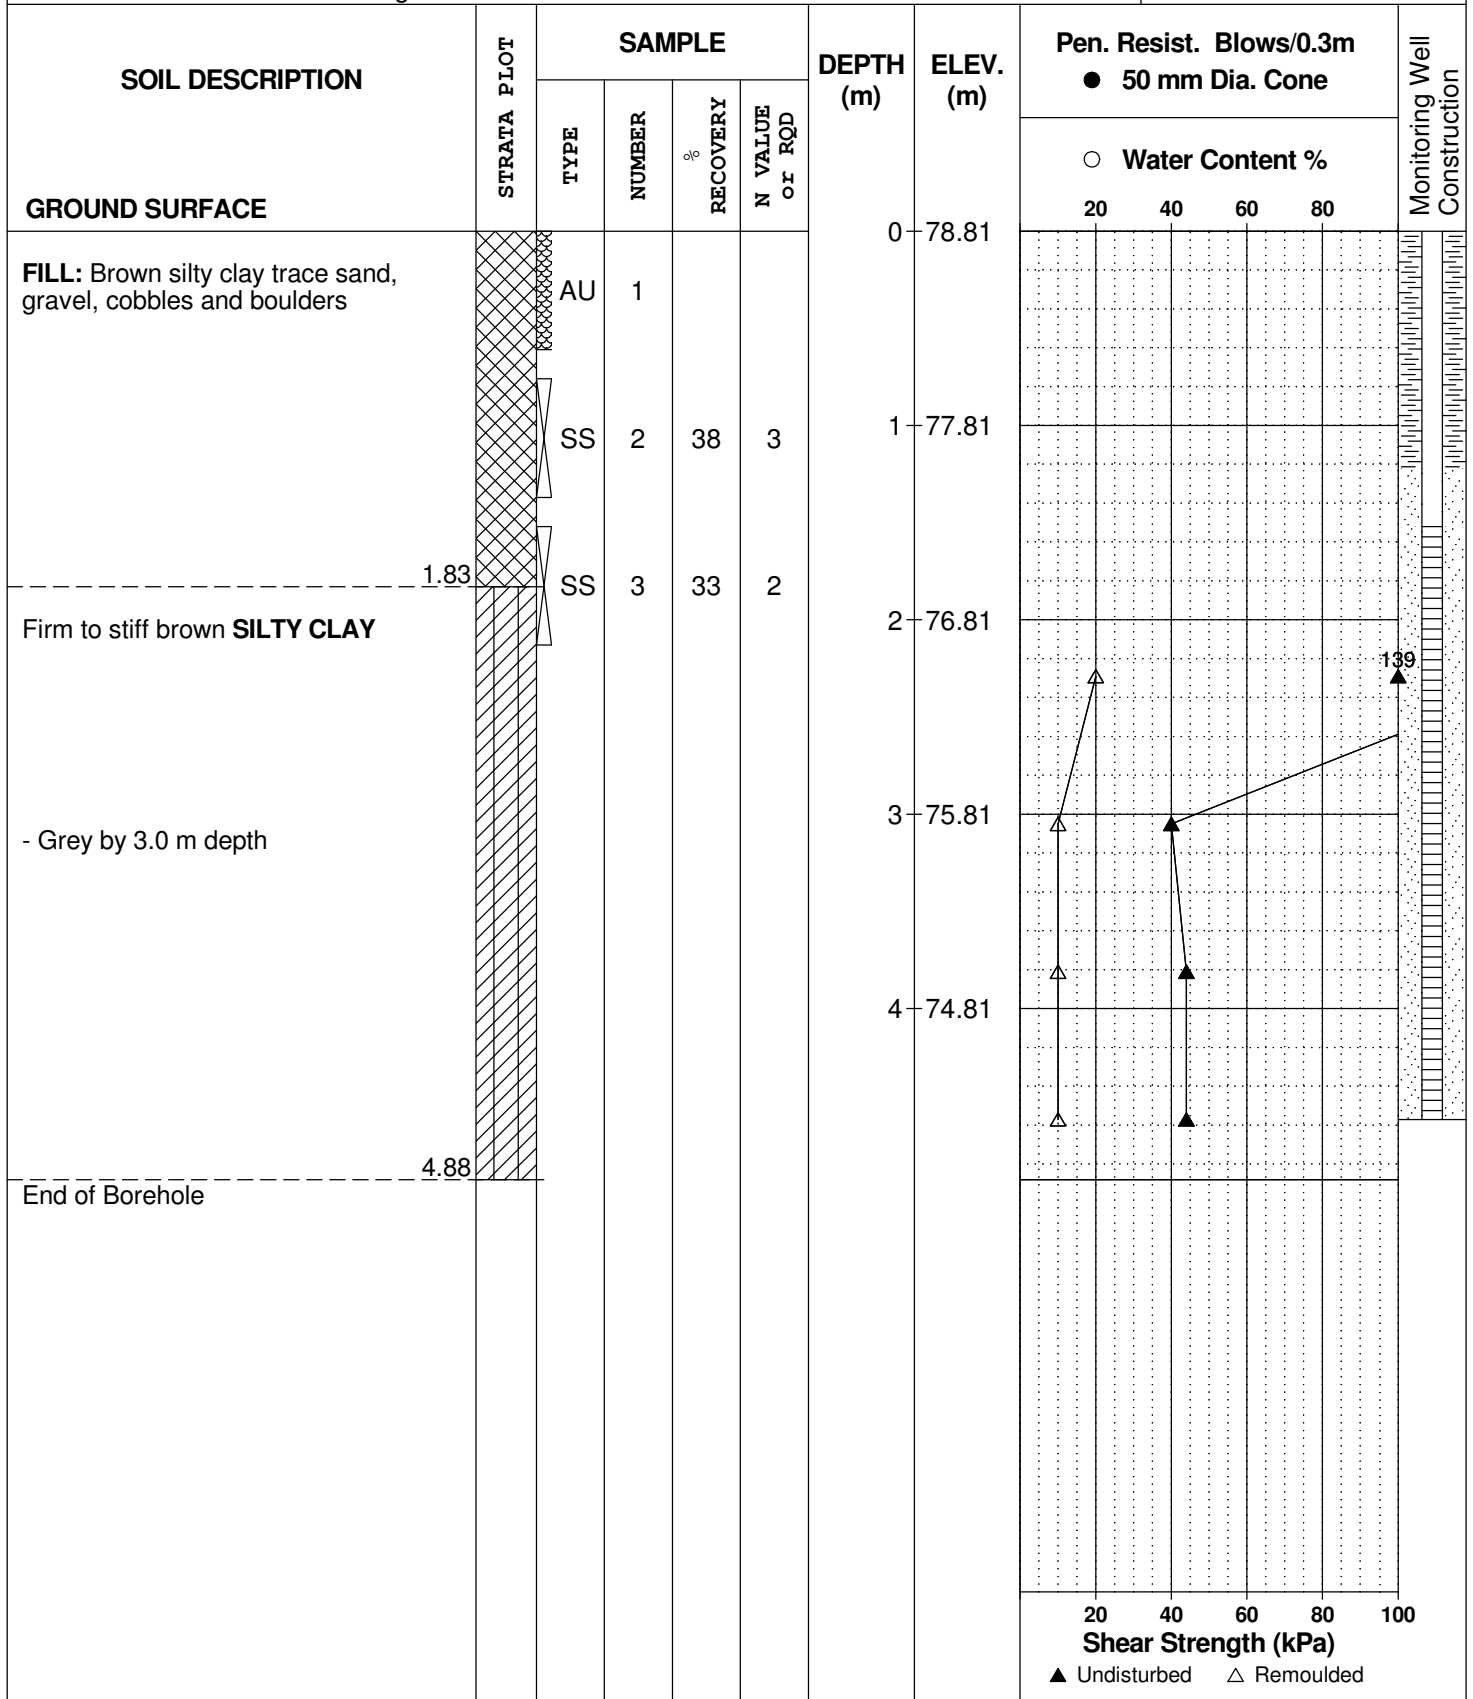 SOIL DESCRIPTION
GROUND SURFACE
STRATA PLOT
SAMPLE
TYPE
NUMBER
%
RECOVERY
N VALUE
or RQD
DEPTH
(m)
ELEV.
(m)
Pen. Resist. Blows/0.3m
● 50 mm Dia. Cone
○ Water Content %
20 40 60 80
Monitoring Well
Construction
0 78.81
FILL: Brown silty clay trace sand,
gravel, cobbles and boulders
AU 1
SS 2 38 3
1 77.81
1.83
SS 3 33 2
2 76.81
Firm to stiff brown SILTY CLAY
139
3 75.81
- Grey by 3.0 m depth
4 74.81
4.88
End of Borehole
20 40 60 80 100
Shear Strength (kPa)
▲ Undisturbed △ Remoulded